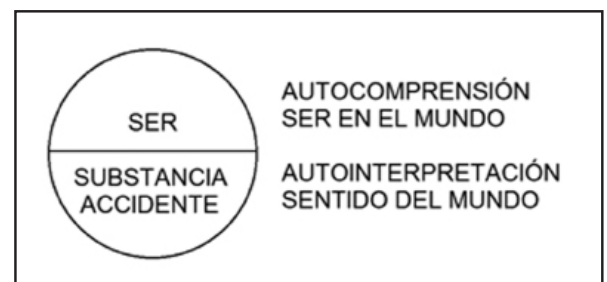 SER
SUBSTANCIA
ACCIDENTE
AUTOCOMPRENSIÓN
SER EN EL MUNDO
AUTOINTERPRETACIÓN
SENTIDO DEL MUNDO